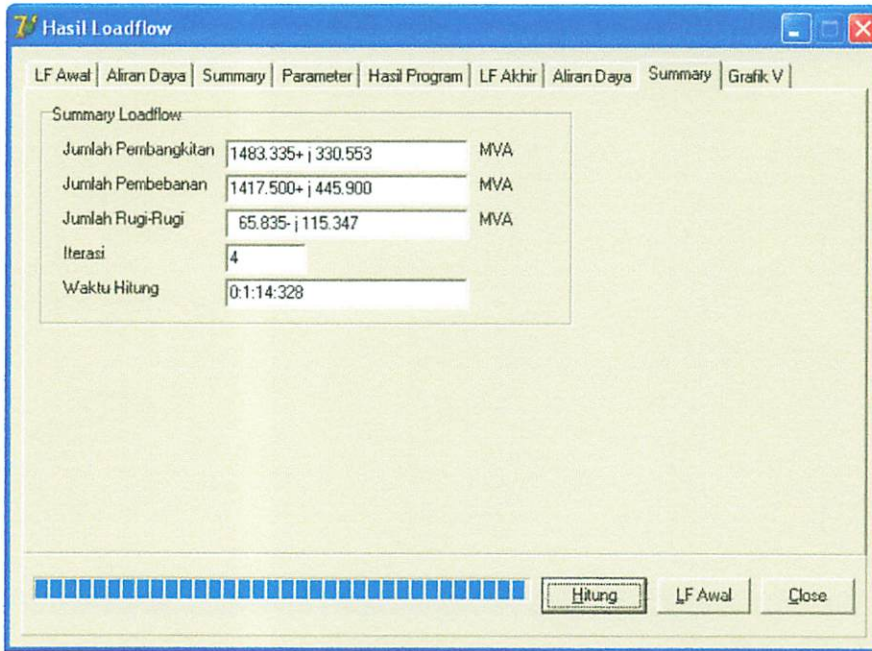 Hasil Loadflow
LF Awal Aliran Daya Summary Parameter Hasil Program LF Akhir Aliran Daya Summary Grafik V
Summary Loadflow
Jumlah Pembangkitan 1483.335+ j 330.553 MVA
Jumlah Pembebanan 1417.500+ j 445.900 MVA
Jumlah Rugi-Rugi 65.835- j 115.347 MVA
Iterasi 4
Waktu Hitung 0:1:14:328
Hitung LF Awal Close